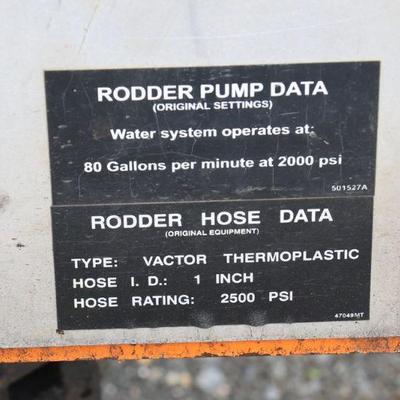 RODDER PUMP DATA
(ORIGINAL SETTINGS)
Water system operates at:
80 Gallons per minute at 2000 psi
501527A
RODDER HOSE DATA
(ORIGINAL EQUIPMENT)
TYPE: VACTOR THERMOPLASTIC
HOSE I. D.: 1 INCH
HOSE RATING: 2500 PSI
47049MT